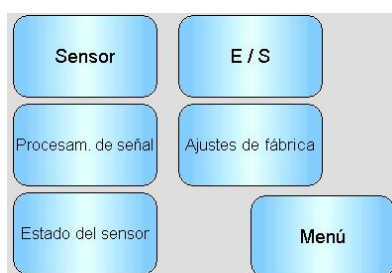 Sensor
E / S
Procesam. de señal
Ajustes de fábrica
Estado del sensor
Menú